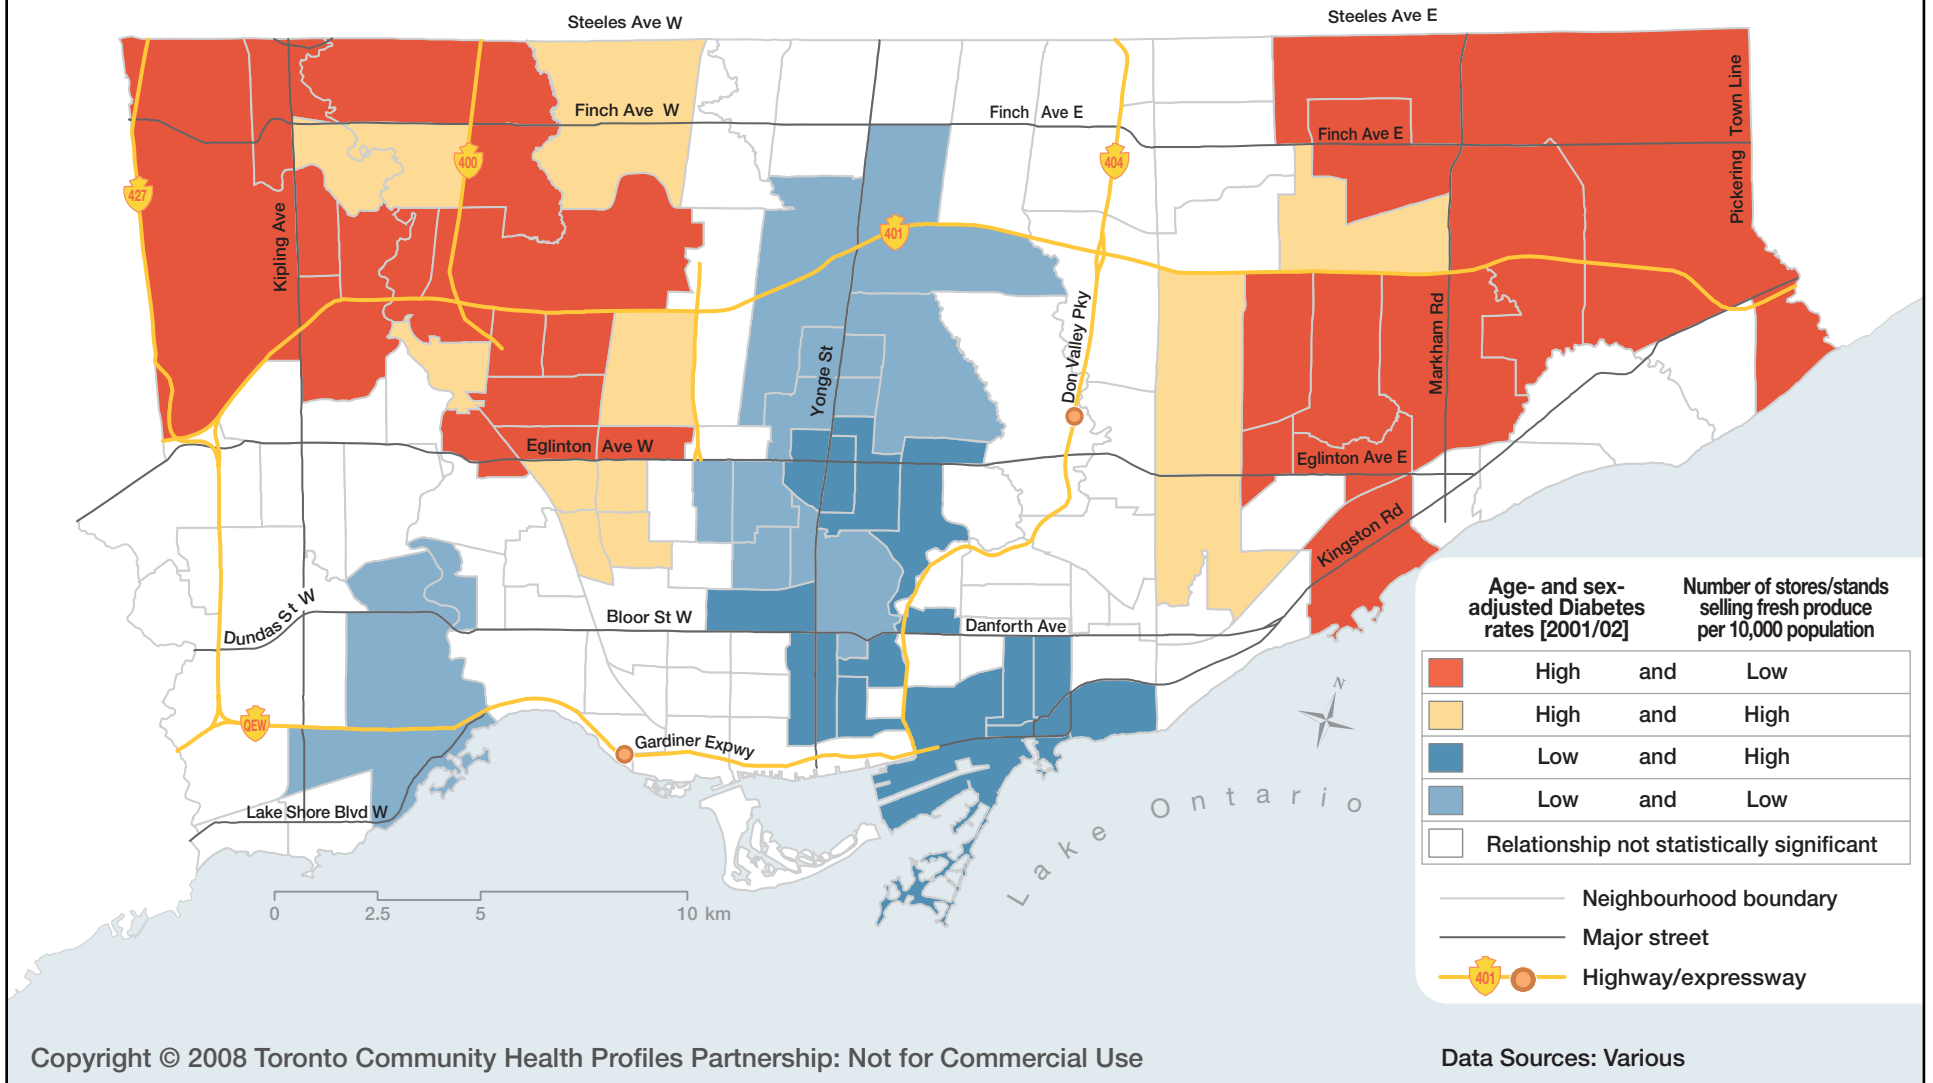 Steeles Ave W
Steeles Ave E
Finch Ave W
Finch Ave E
Finch Ave E
Pickering Town Line
427
400
404
401
Kipling Ave
Yonge St
Don Valley Pky
Markham Rd
Eglinton Ave W
Eglinton Ave E
Kingston Rd
Dundas St W
Bloor St W
Danforth Ave
QEW
Gardiner Expwy
Lake Shore Blvd W
Lake Ontario
N
0 2.5 5 10 km
Age- and sex-
adjusted Diabetes
rates [2001/02]
Number of stores/stands
selling fresh produce
per 10,000 population
High and Low
High and High
Low and High
Low and Low
Relationship not statistically significant
Neighbourhood boundary
Major street
401 Highway/expressway
Copyright © 2008 Toronto Community Health Profiles Partnership: Not for Commercial Use
Data Sources: Various